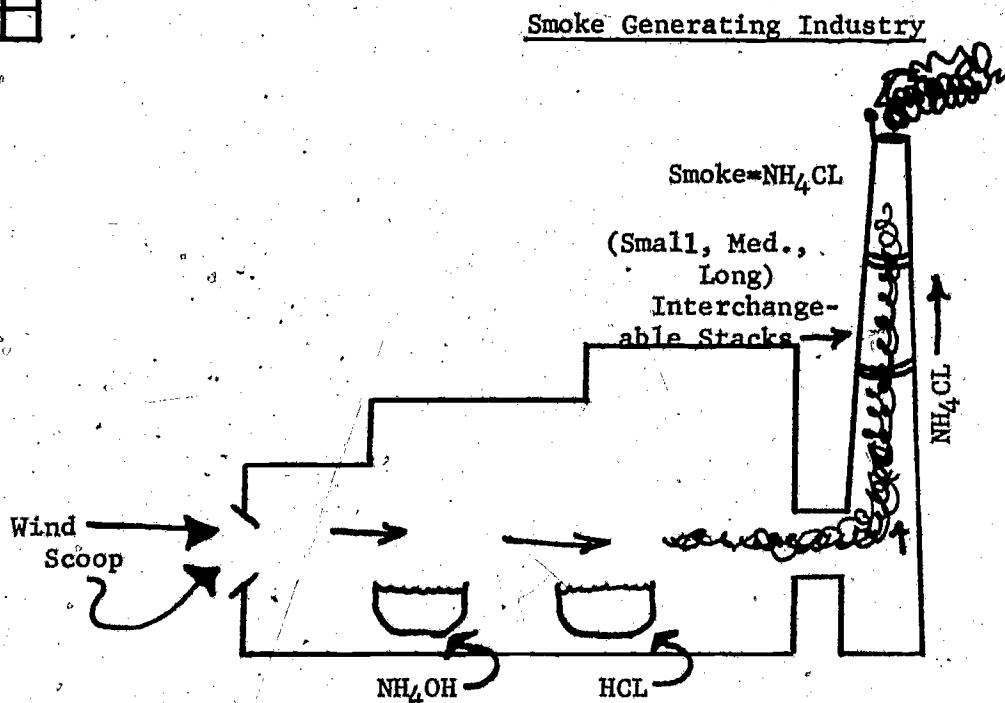 Smoke Generating Industry
Smoke=NH4CL
(Small, Med.,
Long)
Interchange-
able Stacks
NH4CL
Wind
Scoop
NH4OH
HCL